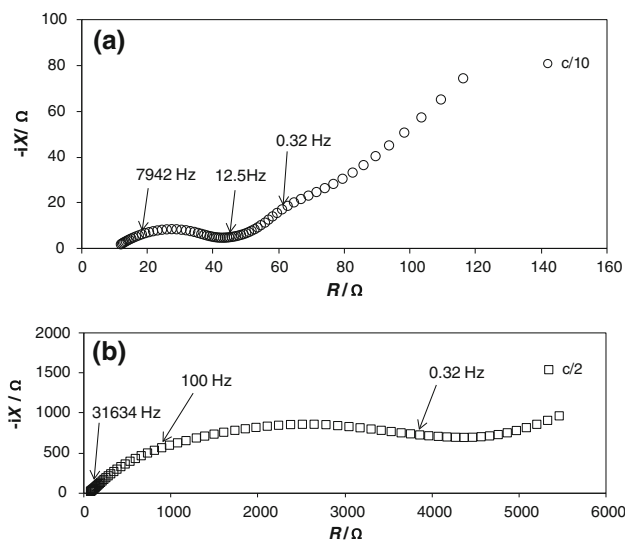 100
(a)
c/10
80
-iX/ Ω
60
40
7942 Hz
12.5Hz
0.32 Hz
20
0
0 20 40 60 80 100 120 140 160
R/ Ω
2000
(b)
c/2
-iX/ Ω
1500
100 Hz
0.32 Hz
31634 Hz
1000
500
0
0 1000 2000 3000 4000 5000 6000
R/ Ω